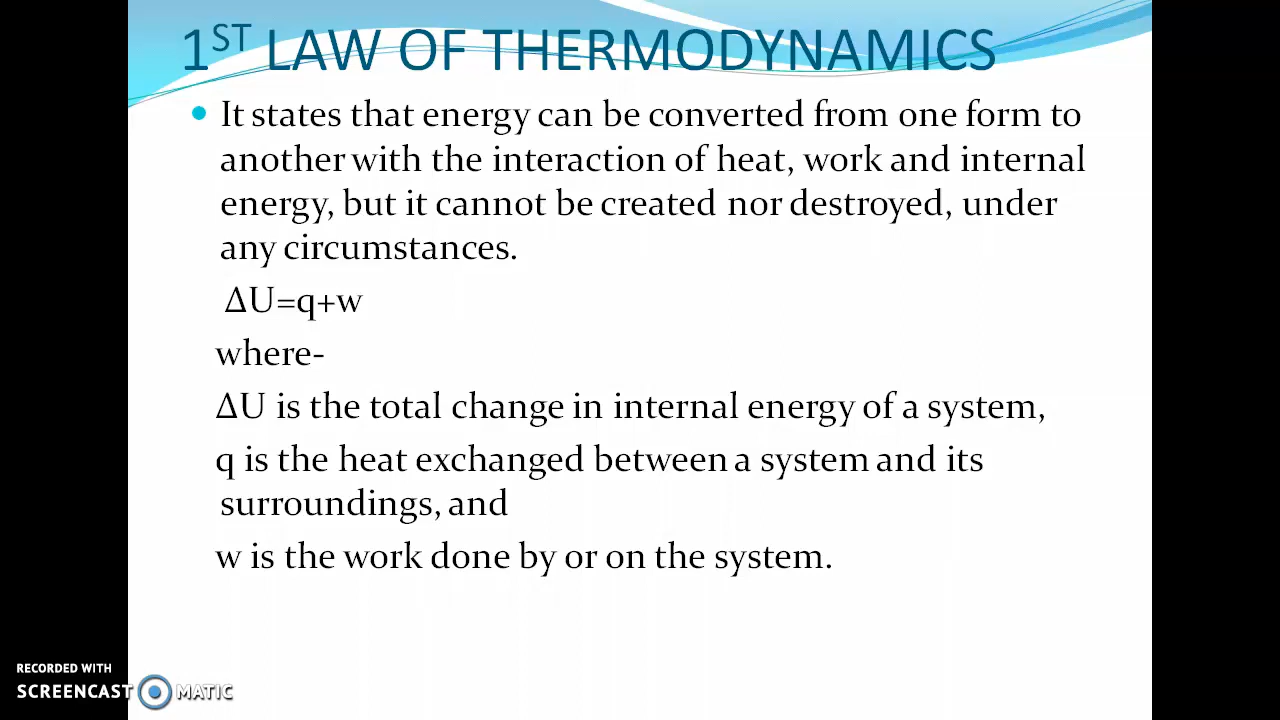 1ST LAW OF THERMODYNAMICS
It states that energy can be converted from one form to
another with the interaction of heat, work and internal
energy, but it cannot be created nor destroyed, under
any circumstances.
ΔU=q+w
where-
ΔU is the total change in internal energy of a system,
q is the heat exchanged between a system and its
surroundings, and
w is the work done by or on the system.
RECORDED WITH
SCREENCAST MATIC